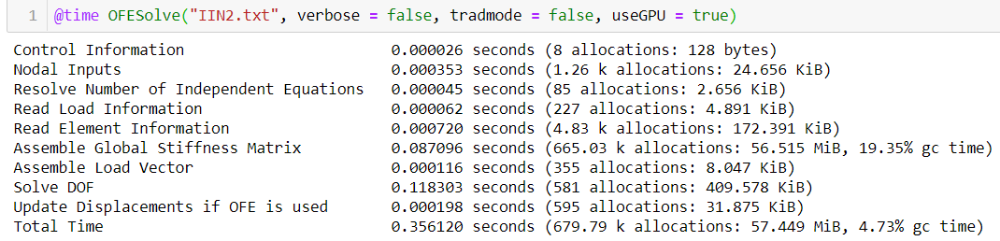 1 @time OFESolve("IIN2.txt", verbose = false, tradmode = false, useGPU = true)
Control Information 0.000026 seconds (8 allocations: 128 bytes)
Nodal Inputs 0.000353 seconds (1.26 k allocations: 24.656 KiB)
Resolve Number of Independent Equations 0.000045 seconds (85 allocations: 2.656 KiB)
Read Load Information 0.000062 seconds (227 allocations: 4.891 KiB)
Read Element Information 0.000720 seconds (4.83 k allocations: 172.391 KiB)
Assemble Global Stiffness Matrix 0.087096 seconds (665.03 k allocations: 56.515 MiB, 19.35% gc time)
Assemble Load Vector 0.000116 seconds (355 allocations: 8.047 KiB)
Solve DOF 0.118303 seconds (581 allocations: 409.578 KiB)
Update Displacements if OFE is used 0.000198 seconds (595 allocations: 31.875 KiB)
Total Time 0.356120 seconds (679.79 k allocations: 57.449 MiB, 4.73% gc time)